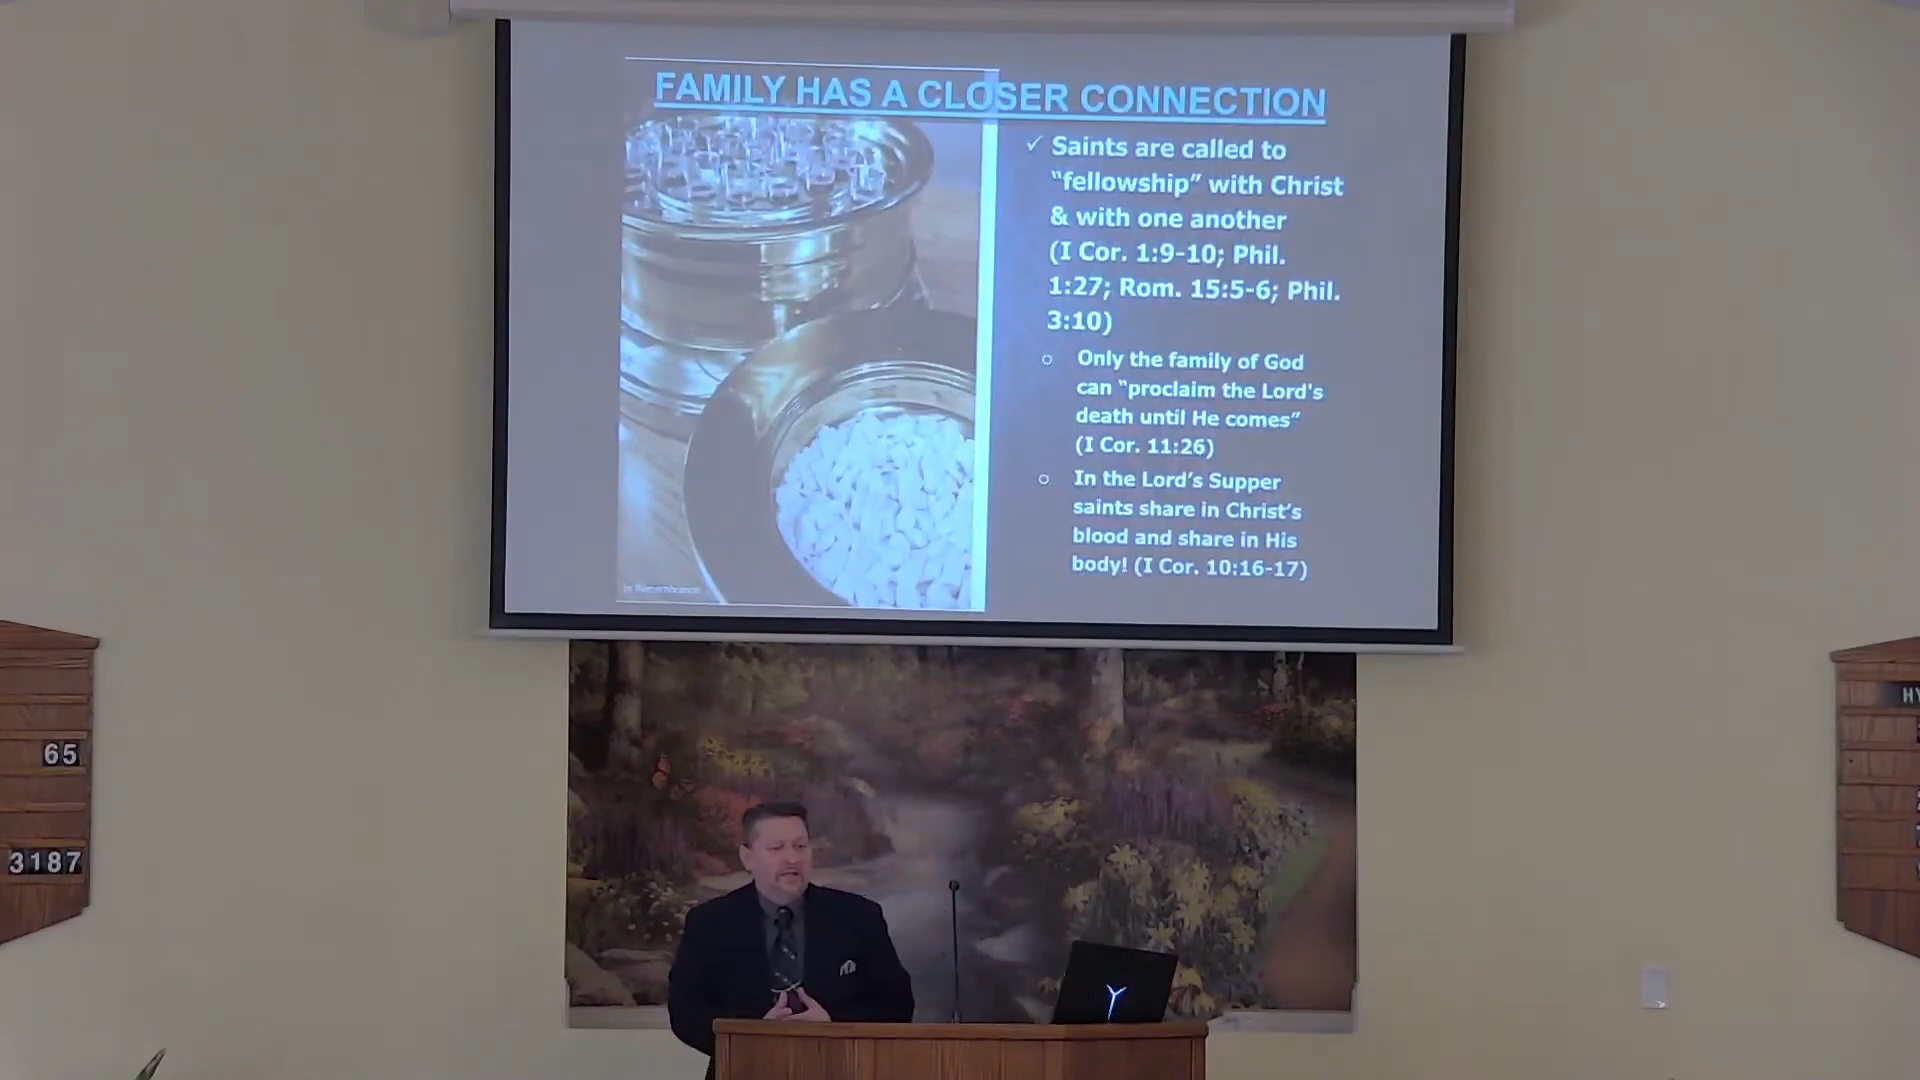 FAMILY HAS A CLOSER CONNECTION
✓ Saints are called to
“fellowship” with Christ
& with one another
(I Cor. 1:9-10; Phil.
1:27; Rom. 15:5-6; Phil.
3:10)
o Only the family of God
can “proclaim the Lord's
death until He comes”
(I Cor. 11:26)
o In the Lord’s Supper
saints share in Christ’s
blood and share in His
body! (I Cor. 10:16-17)
In Remembrance
65
3187
HY